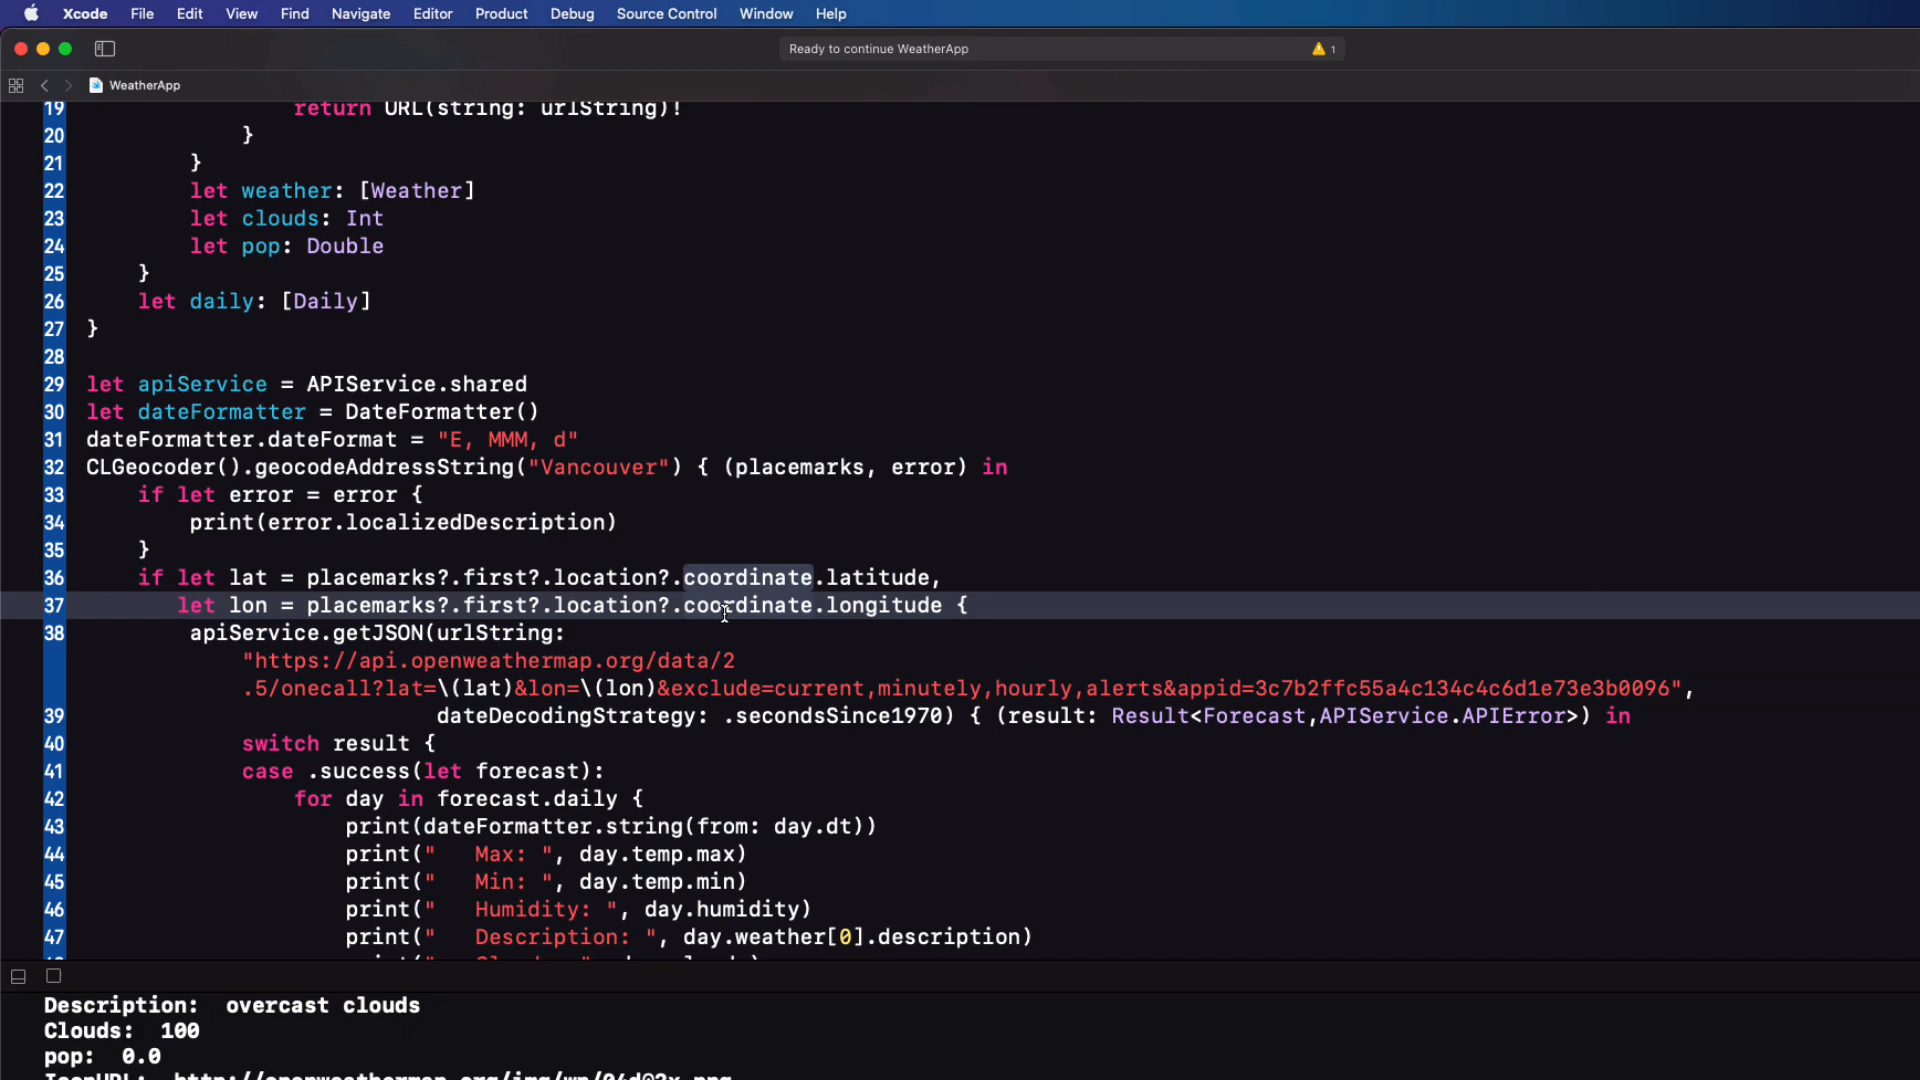 Xcode File Edit View Find Navigate Editor Product Debug Source Control Window Help
Ready to continue WeatherApp 1
WeatherApp
19 return URL(string: urlString)!
20 }
21 }
22 let weather: [Weather]
23 let clouds: Int
24 let pop: Double
25 }
26 let daily: [Daily]
27 }
28
29 let apiService = APIService.shared
30 let dateFormatter = DateFormatter()
31 dateFormatter.dateFormat = "E, MMM, d"
32 CLGeocoder().geocodeAddressString("Vancouver") { (placemarks, error) in
33 if let error = error {
34 print(error.localizedDescription)
35 }
36 if let lat = placemarks?.first?.location?.coordinate.latitude,
37 let lon = placemarks?.first?.location?.coordinate.longitude {
38 apiService.getJSON(urlString:
"https://api.openweathermap.org/data/2
.5/onecall?lat=\(lat)&lon=\(lon)&exclude=current,minutely,hourly,alerts&appid=3c7b2ffc55a4c134c4c6d1e73e3b0096",
39 dateDecodingStrategy: .secondsSince1970) { (result: Result<Forecast,APIService.APIError>) in
40 switch result {
41 case .success(let forecast):
42 for day in forecast.daily {
43 print(dateFormatter.string(from: day.dt))
44 print("   Max: ", day.temp.max)
45 print("   Min: ", day.temp.min)
46 print("   Humidity: ", day.humidity)
47 print("   Description: ", day.weather[0].description)
Description:  overcast clouds
Clouds:  100
pop:  0.0
IconURL:  http://openweathermap.org/img/wn/04d@2x.png